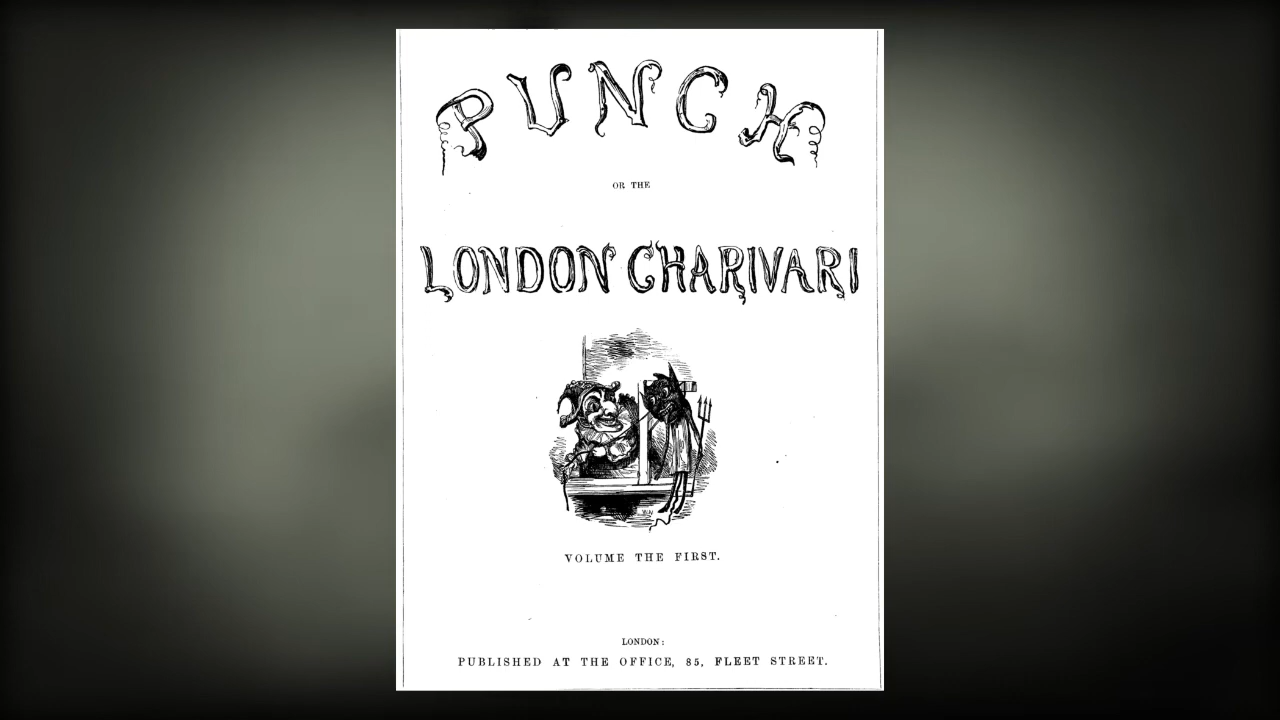 PUNCH
OR THE
LONDON CHARIVARI
VOLUME THE FIRST.
LONDON:
PUBLISHED AT THE OFFICE, 85, FLEET STREET.